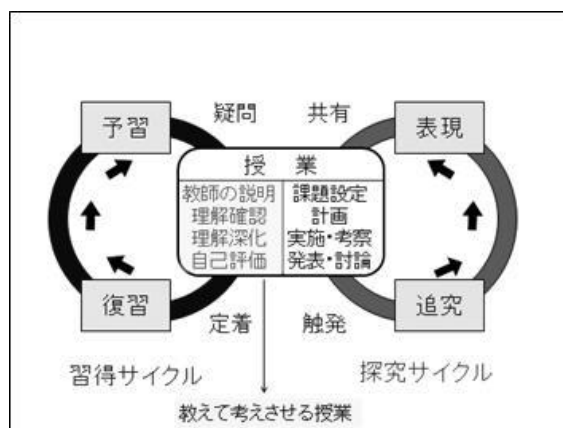 疑問
共有
予習
表現
授 業
教師の説明
理解確認
理解深化
自己評価
課題設定
計画
実施・考察
発表・討論
復習
追究
定着
触発
習得サイクル
探究サイクル
教えて考えさせる授業